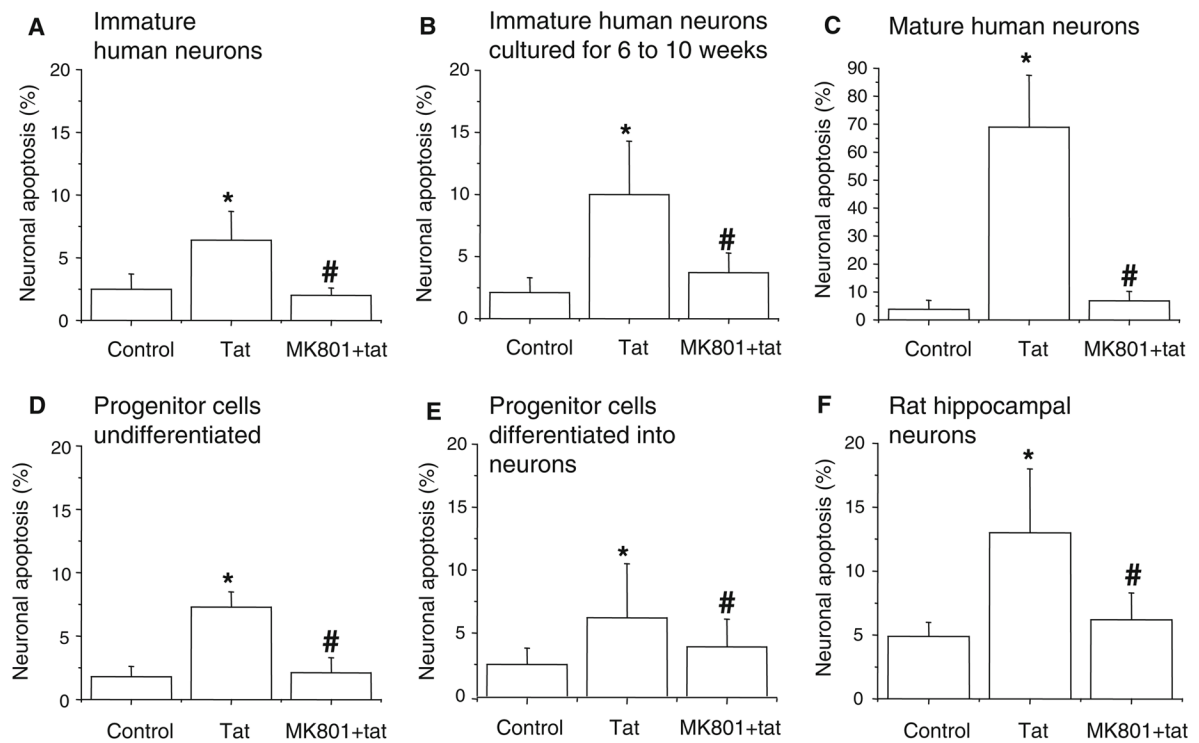 A
Immature
human neurons
Neuronal apoptosis (%)
20
15
10
5
0
*
#
Control Tat MK801+tat
B
Immature human neurons
cultured for 6 to 10 weeks
Neuronal apoptosis (%)
20
15
10
5
0
*
#
Control Tat MK801+tat
C
Mature human neurons
Neuronal apoptosis (%)
90
80
70
60
50
40
30
20
10
0
*
#
Control Tat MK801+tat
D
Progenitor cells
undifferentiated
Neuronal apoptosis (%)
20
15
10
5
0
*
#
Control Tat MK801+tat
E
Progenitor cells
differentiated into
neurons
Neuronal apoptosis (%)
20
15
10
5
0
*
#
Control Tat MK801+tat
F
Rat hippocampal
neurons
Neuronal apoptosis (%)
20
15
10
5
0
*
#
Control Tat MK801+tat